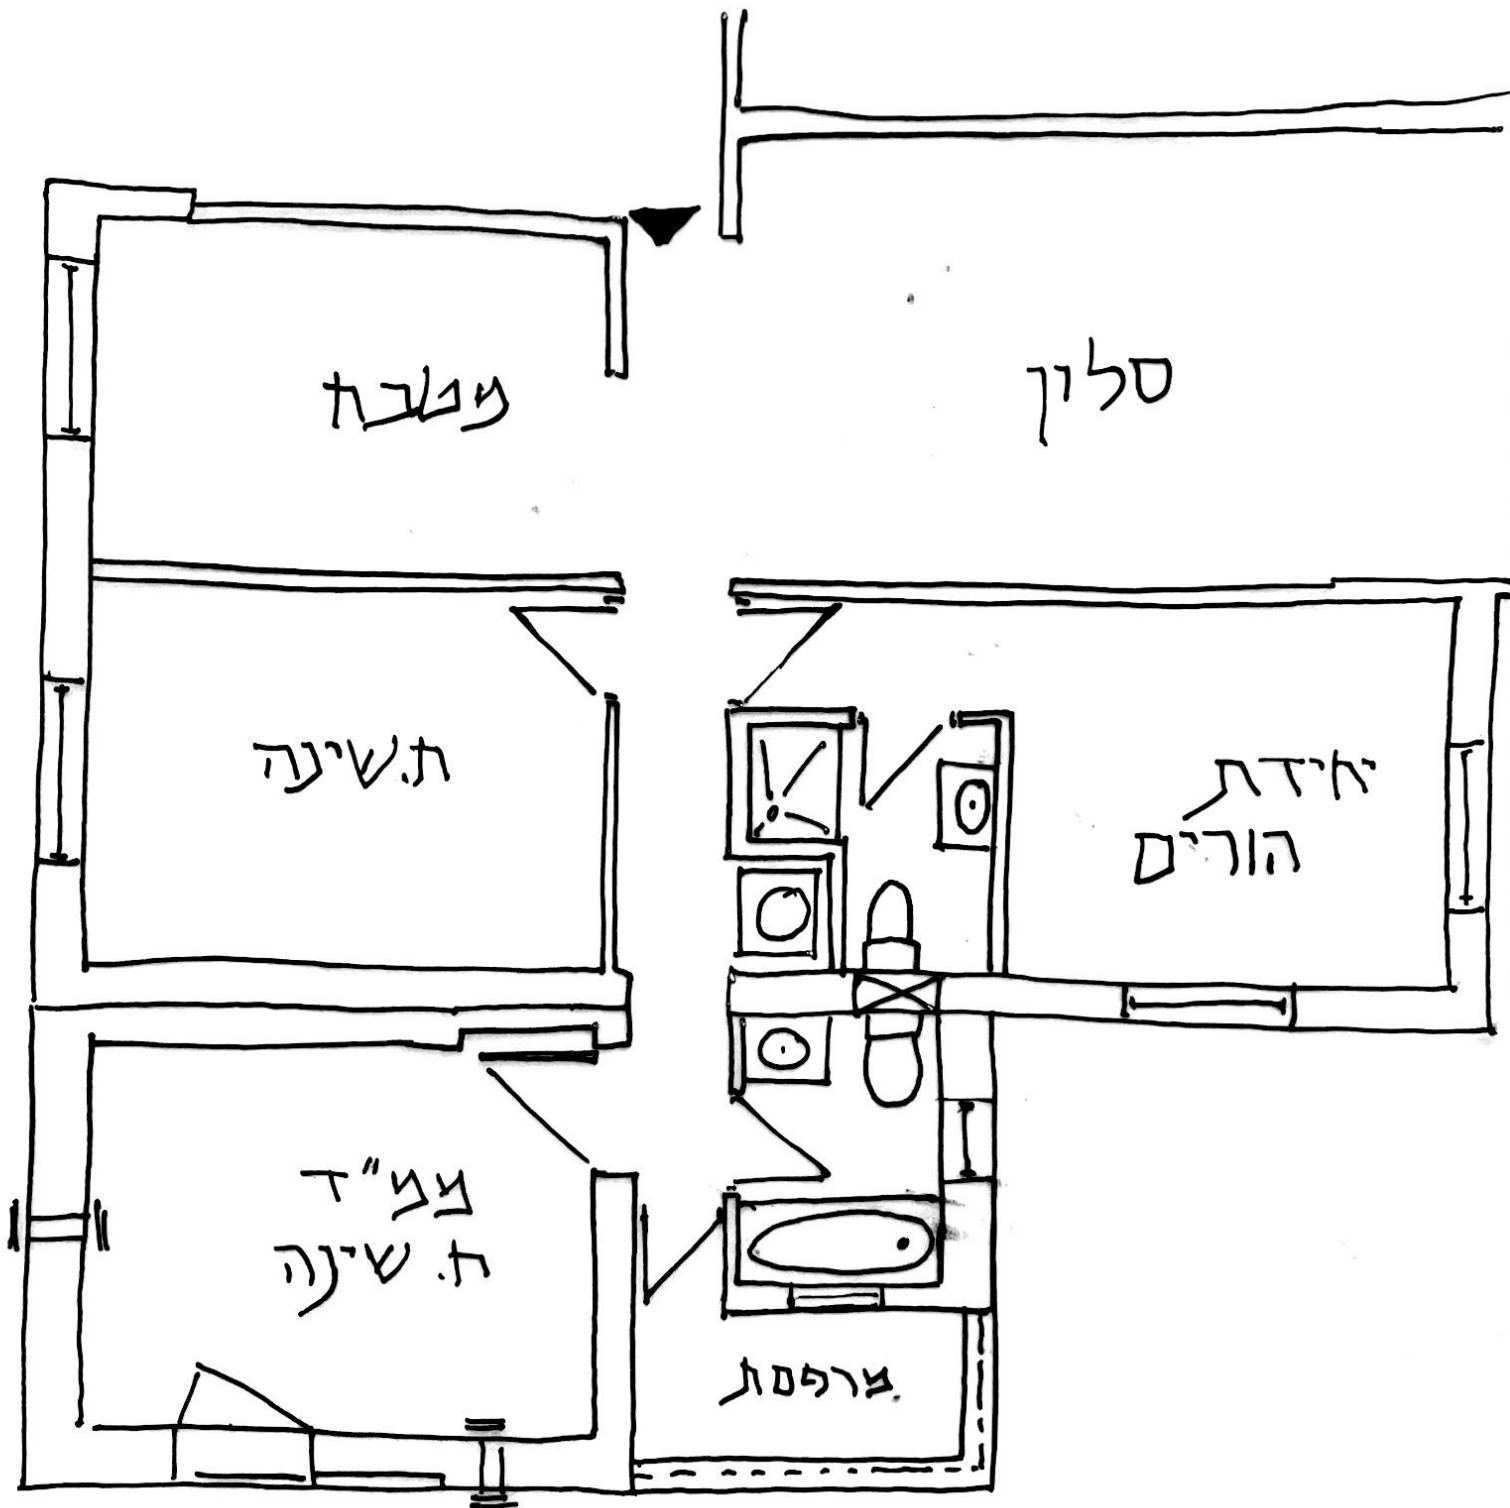 סלון
מטבח
ח. שינה
יחידת
הורים
ממ"ד
ח. שינה
מרפסת